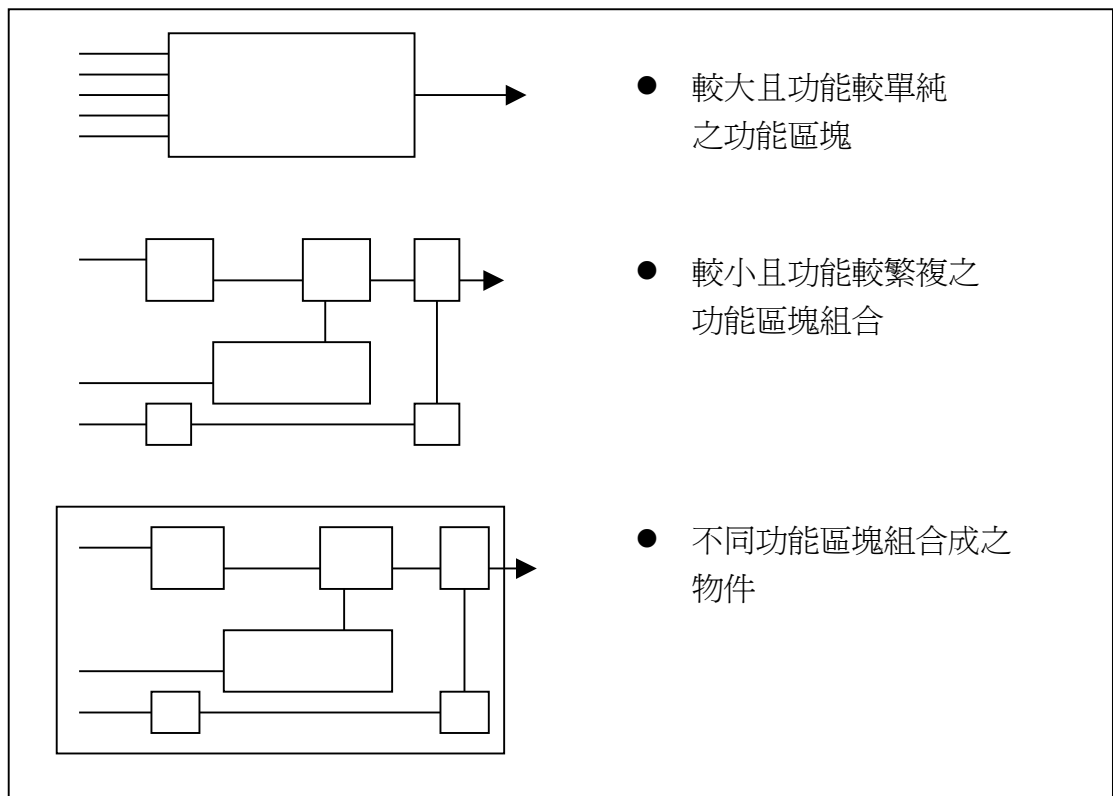 ● 較大且功能較單純
之功能區塊
● 較小且功能較繁複之
功能區塊組合
● 不同功能區塊組合成之
物件